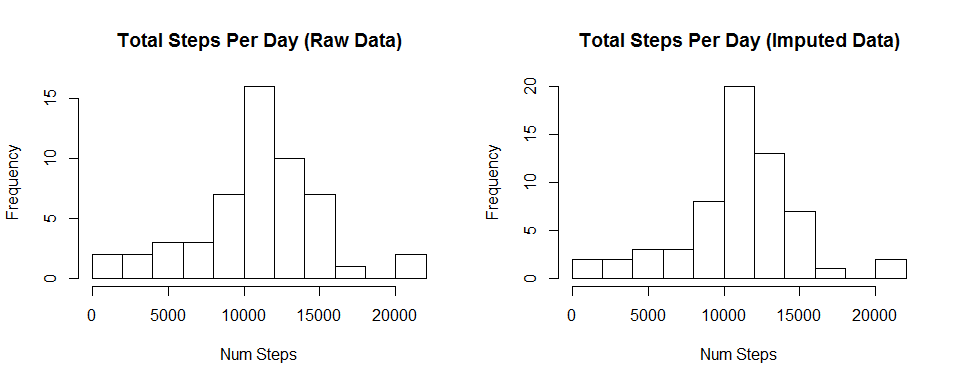 Total Steps Per Day (Raw Data)
Frequency
15
10
5
0
0 5000 10000 15000 20000
Num Steps
Total Steps Per Day (Imputed Data)
Frequency
20
15
10
5
0
0 5000 10000 15000 20000
Num Steps